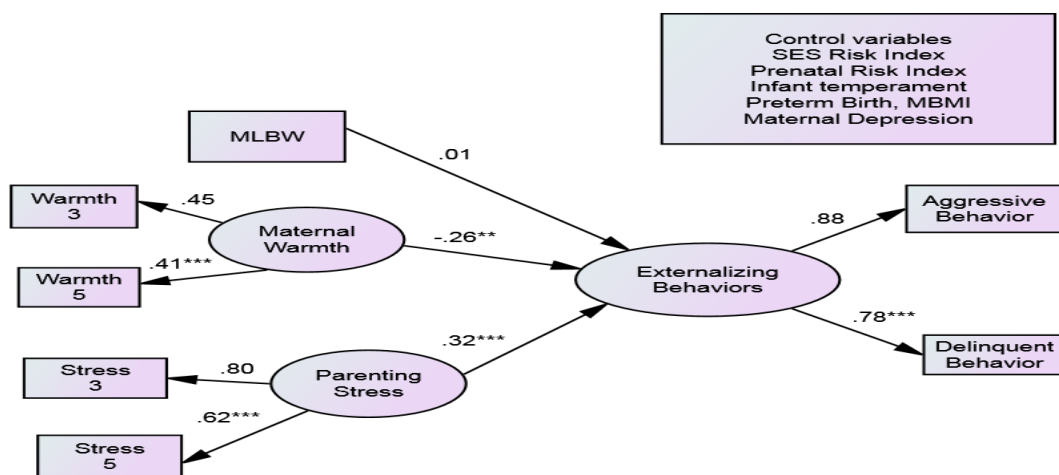 Control variables
SES Risk Index
Prenatal Risk Index
Infant temperament
Preterm Birth, MBMI
Maternal Depression
MLBW
.01
Warmth
3
.45
Maternal
Warmth
-.26**
Warmth
5
.41***
Externalizing
Behaviors
.88
Aggressive
Behavior
.78***
Delinquent
Behavior
.32***
Stress
3
.80
Parenting
Stress
.62***
Stress
5